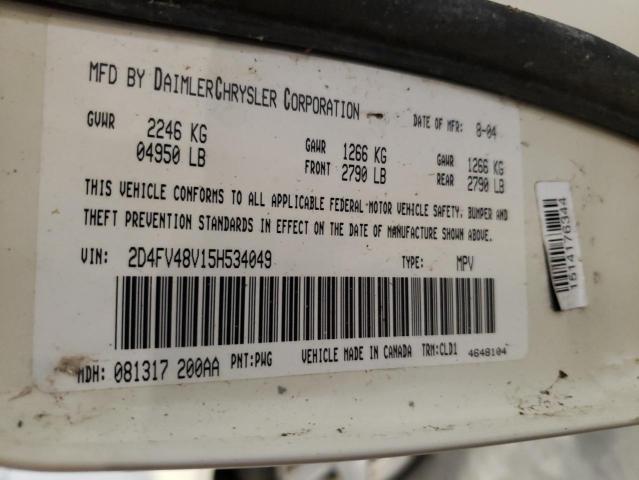 MFD BY DAIMLERCHRYSLER CORPORATION DATE OF MFR: 8-04
GVWR 2246 KG GAWR 1266 KG GAWR 1266 KG
04950 LB FRONT 2790 LB REAR 2790 LB
THIS VEHICLE CONFORMS TO ALL APPLICABLE FEDERAL-MOTOR VEHICLE SAFETY, BUMPER AND
THEFT PREVENTION STANDARDS IN EFFECT ON THE DATE OF MANUFACTURE SHOWN ABOVE.
VIN: 2D4FV48V15H534049 TYPE: MPV
MDH: 081317 200AA PNT:PWG VEHICLE MADE IN CANADA TRM:CLD1 4648104
1514176344